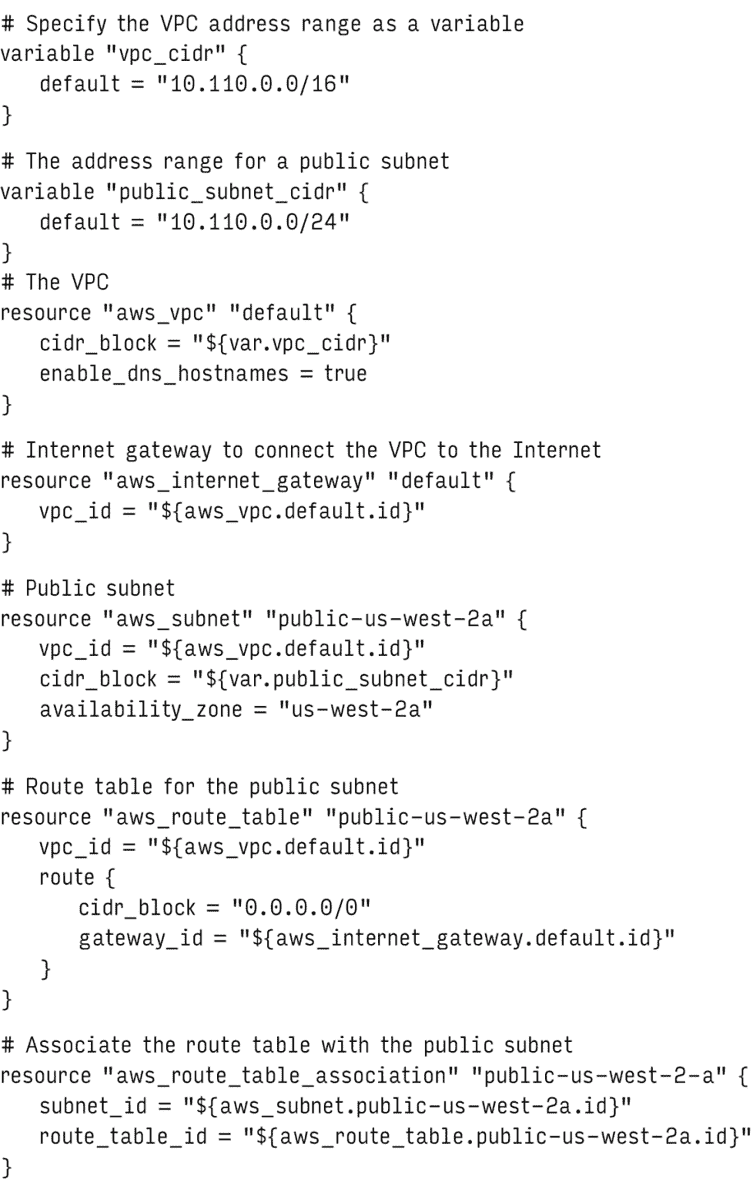 # Specify the VPC address range as a variable
variable "vpc_cidr" {
   default = "10.110.0.0/16"
}
# The address range for a public subnet
variable "public_subnet_cidr" {
   default = "10.110.0.0/24"
}
# The VPC
resource "aws_vpc" "default" {
   cidr_block = "${var.vpc_cidr}"
   enable_dns_hostnames = true
}
# Internet gateway to connect the VPC to the Internet
resource "aws_internet_gateway" "default" {
   vpc_id = "${aws_vpc.default.id}"
}
# Public subnet
resource "aws_subnet" "public-us-west-2a" {
   vpc_id = "${aws_vpc.default.id}"
   cidr_block = "${var.public_subnet_cidr}"
   availability_zone = "us-west-2a"
}
# Route table for the public subnet
resource "aws_route_table" "public-us-west-2a" {
   vpc_id = "${aws_vpc.default.id}"
   route {
      cidr_block = "0.0.0.0/0"
      gateway_id = "${aws_internet_gateway.default.id}"
   }
}
# Associate the route table with the public subnet
resource "aws_route_table_association" "public-us-west-2-a" {
   subnet_id = "${aws_subnet.public-us-west-2a.id}"
   route_table_id = "${aws_route_table.public-us-west-2a.id}"
}